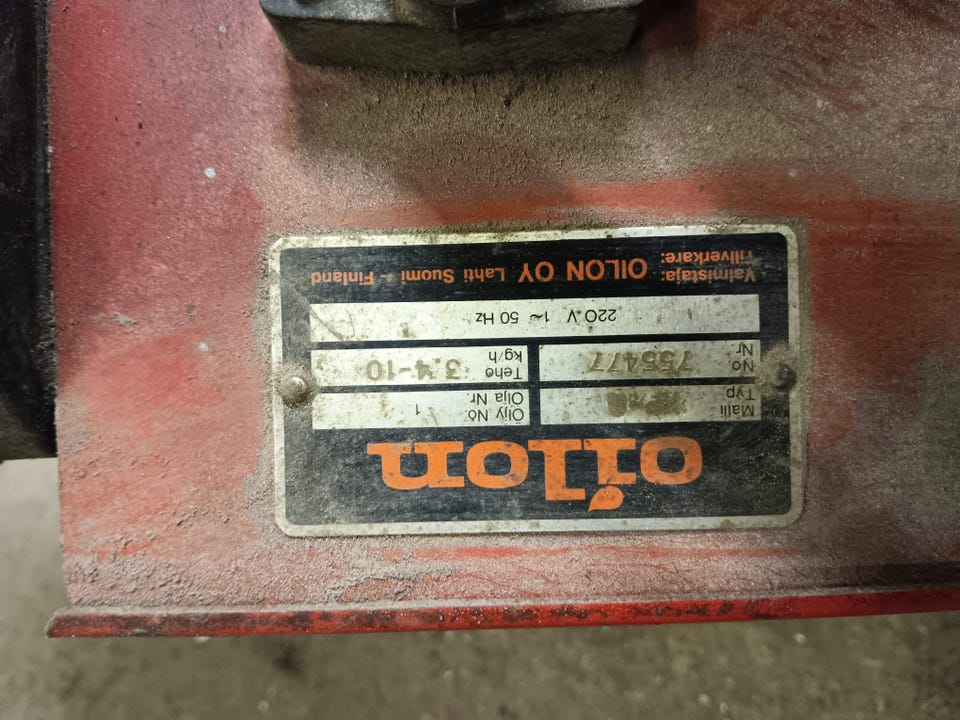 oilon
Malli
Typ
Öljy No.
Olja Nr.
1
No
Nr
755477
Teho
kg/h
3.4-10
220 V 1~ 50 Hz
Valmistaja:
Tillverkare:
OILON OY Lahti Suomi - Finland